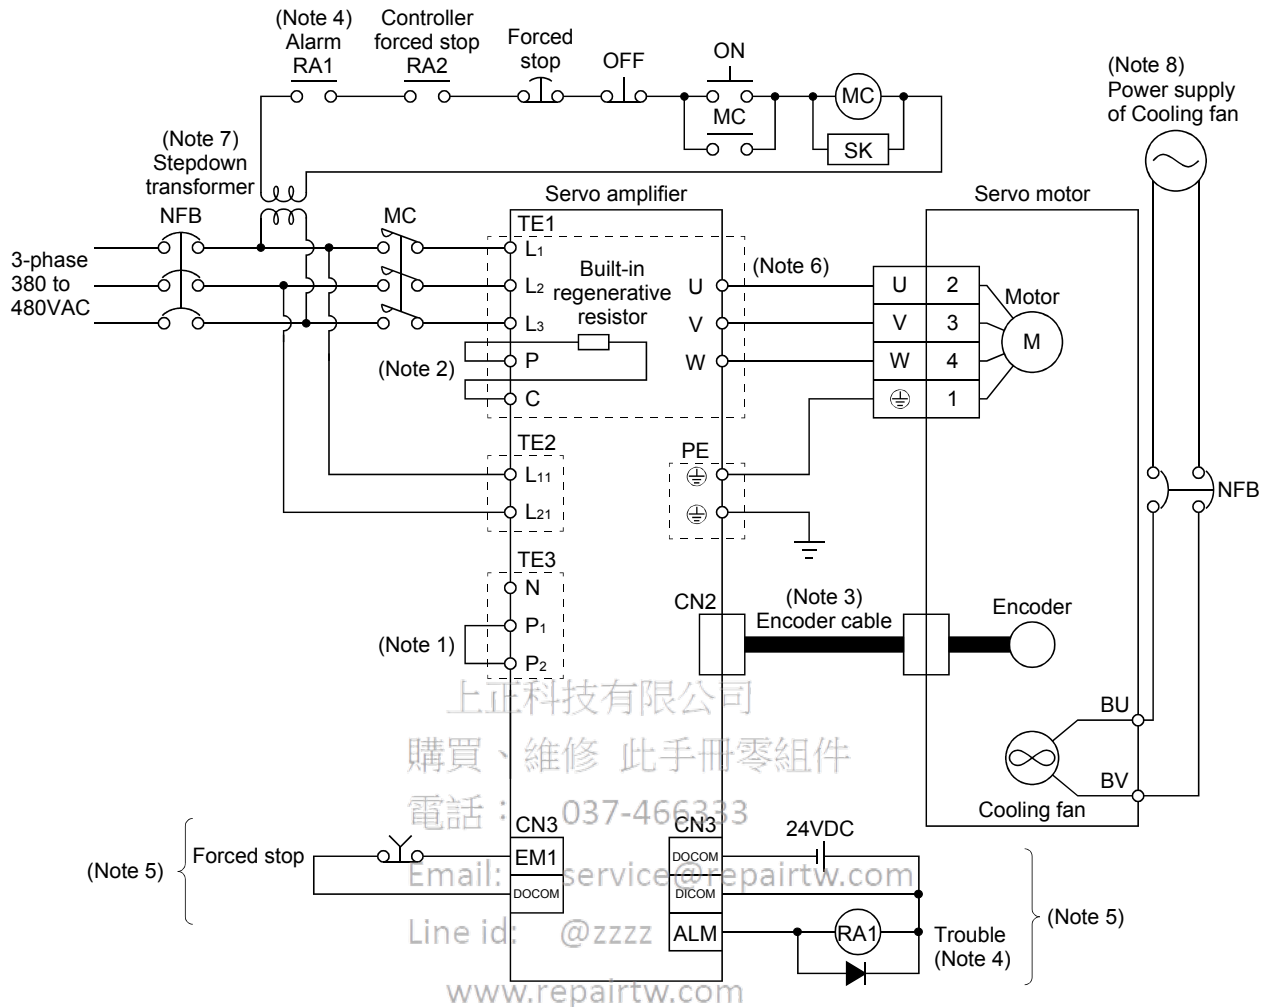 (Note 4)
Alarm
RA1
Controller
forced stop
RA2
Forced
stop
OFF
ON
MC
MC
SK
(Note 8)
Power supply
of Cooling fan
(Note 7)
Stepdown
transformer
NFB
MC
3-phase
380 to
480VAC
Servo amplifier
TE1
L1
L2
L3
P
C
Built-in
regenerative
resistor
(Note 2)
U
V
W
(Note 6)
Servo motor
U 2
V 3
W 4
1
Motor
M
TE2
L11
L21
PE
NFB
TE3
N
P1
P2
(Note 1)
CN2
(Note 3)
Encoder cable
Encoder
BU
BV
Cooling fan
上正科技有限公司
購買、維修 此手冊零組件
電話: 037-466333
Email: service@repairtw.com
Line id: @zzzz
www.repairtw.com
(Note 5)
Forced stop
CN3
EM1
DOCOM
CN3
DOCOM
DICOM
ALM
24VDC
RA1
Trouble
(Note 4)
(Note 5)